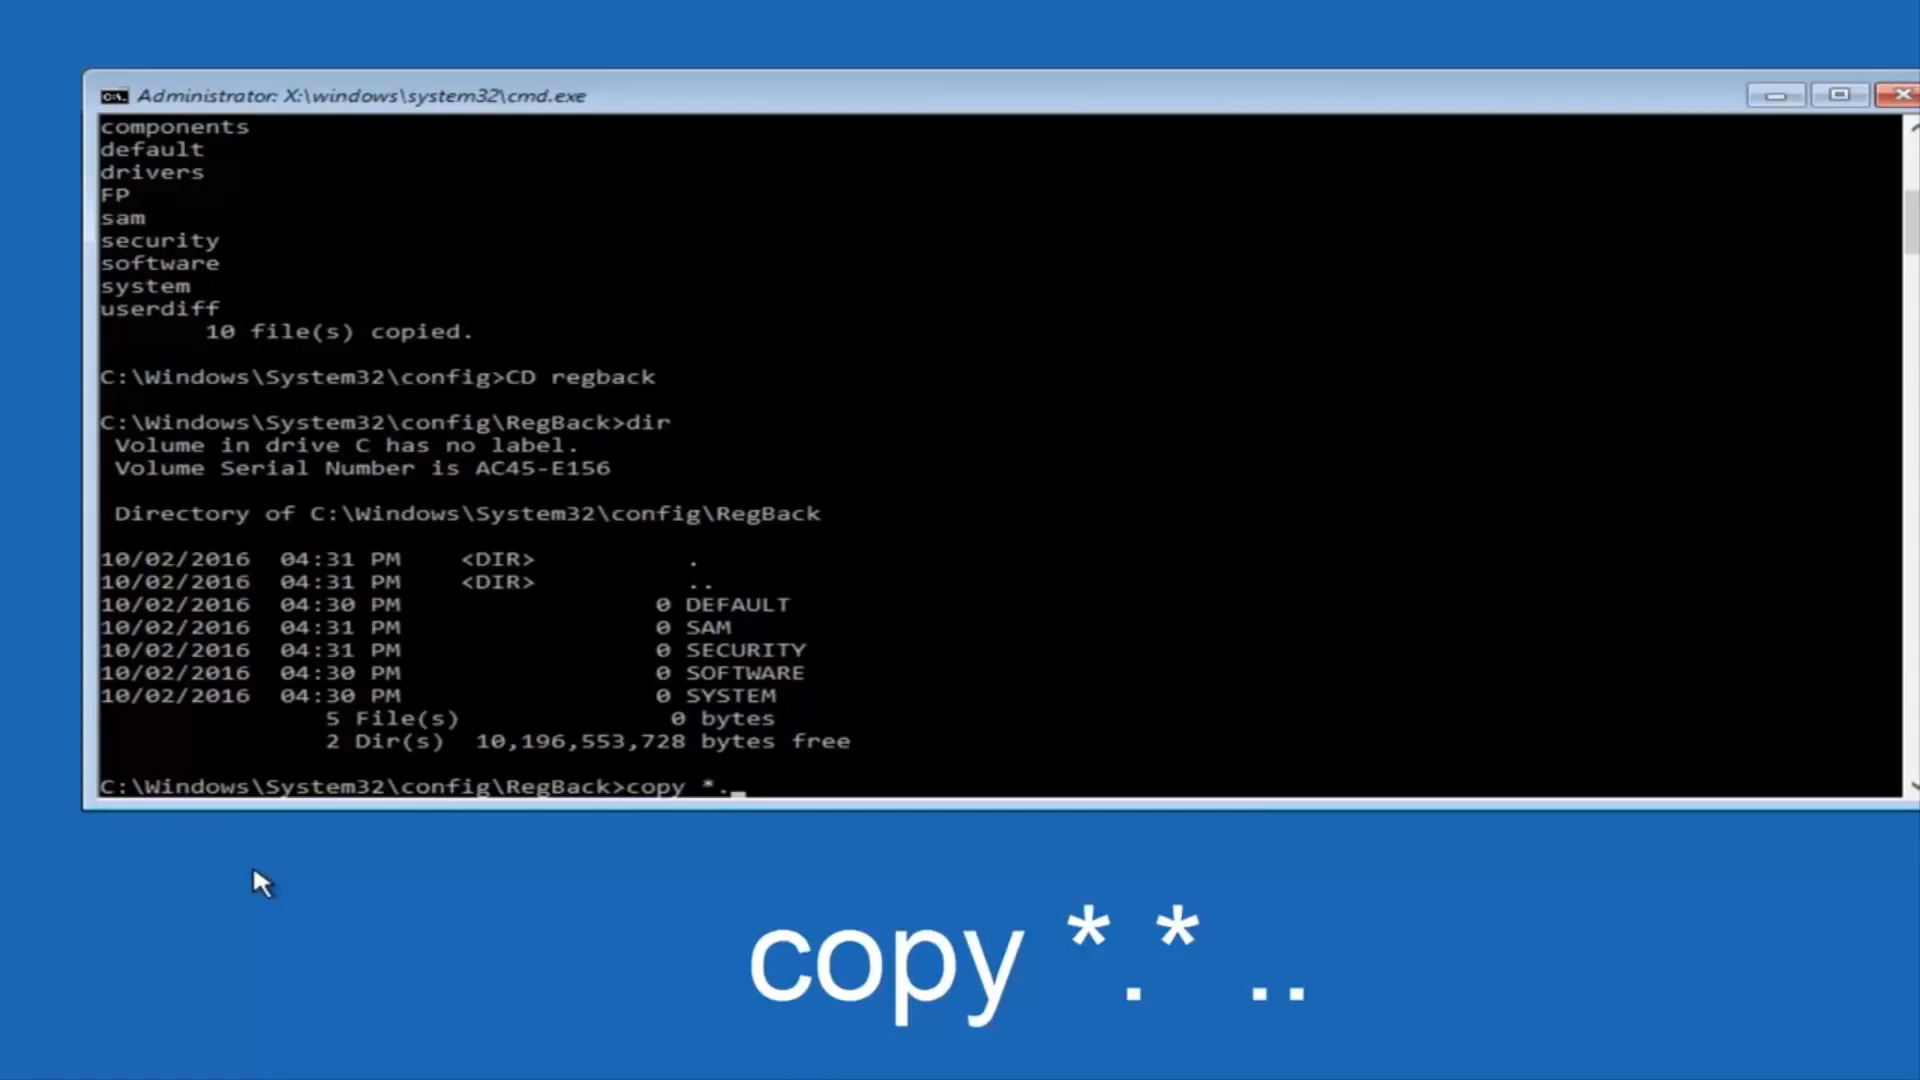 Administrator: X:\windows\system32\cmd.exe
components
default
drivers
FP
sam
security
software
system
userdiff
10 file(s) copied.
C:\Windows\System32\config>CD regback
C:\Windows\System32\config\RegBack>dir
Volume in drive C has no label.
Volume Serial Number is AC45-E156
Directory of C:\Windows\System32\config\RegBack
10/02/2016 04:31 PM <DIR> .
10/02/2016 04:31 PM <DIR> ..
10/02/2016 04:30 PM 0 DEFAULT
10/02/2016 04:31 PM 0 SAM
10/02/2016 04:31 PM 0 SECURITY
10/02/2016 04:30 PM 0 SOFTWARE
10/02/2016 04:30 PM 0 SYSTEM
5 File(s) 0 bytes
2 Dir(s) 10,196,553,728 bytes free
C:\Windows\System32\config\RegBack>copy *._
copy *.* ..